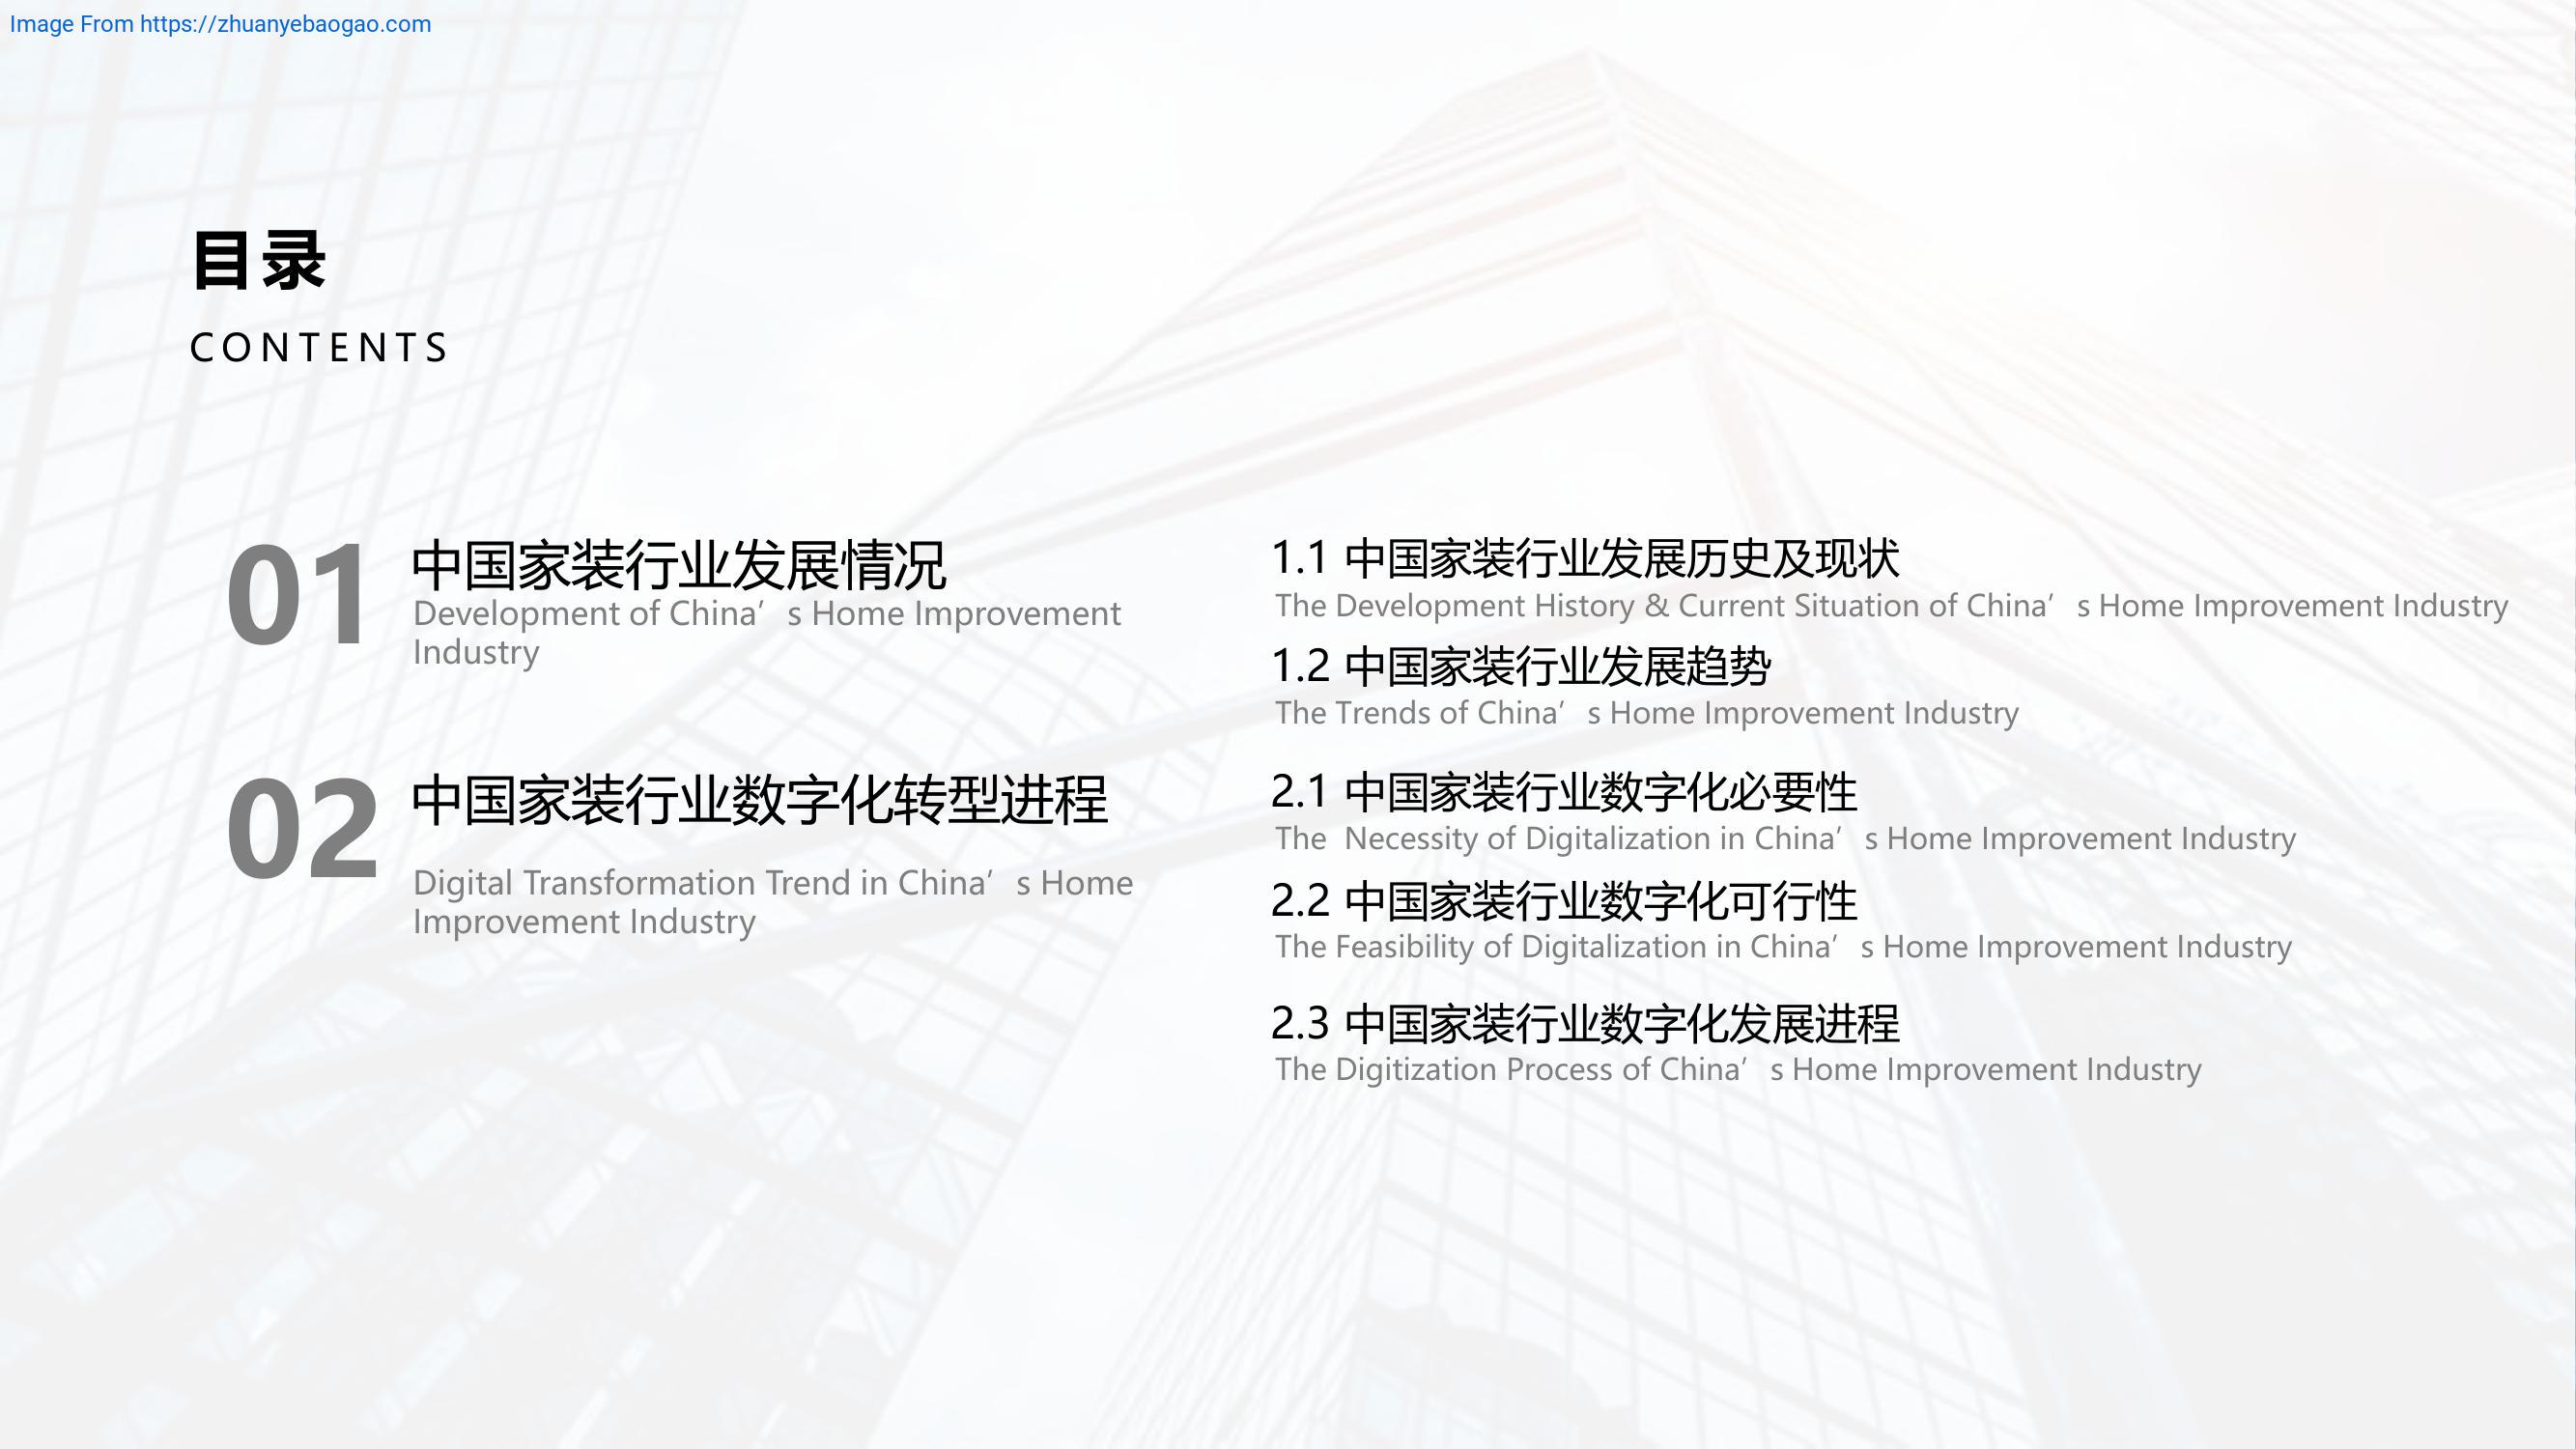 Image From https://zhuanyebaogao.com
目录
CONTENTS
01
中国家装行业发展情况
Development of China’s Home Improvement
Industry
02
中国家装行业数字化转型进程
Digital Transformation Trend in China’s Home
Improvement Industry
1.1 中国家装行业发展历史及现状
The Development History & Current Situation of China’s Home Improvement Industry
1.2 中国家装行业发展趋势
The Trends of China’s Home Improvement Industry
2.1 中国家装行业数字化必要性
The Necessity of Digitalization in China’s Home Improvement Industry
2.2 中国家装行业数字化可行性
The Feasibility of Digitalization in China’s Home Improvement Industry
2.3 中国家装行业数字化发展进程
The Digitization Process of China’s Home Improvement Industry